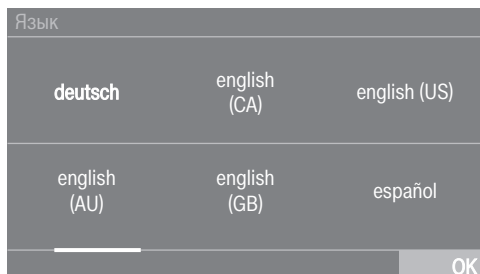 Язык
deutsch
english
(CA)
english (US)
english
(AU)
english
(GB)
español
OK